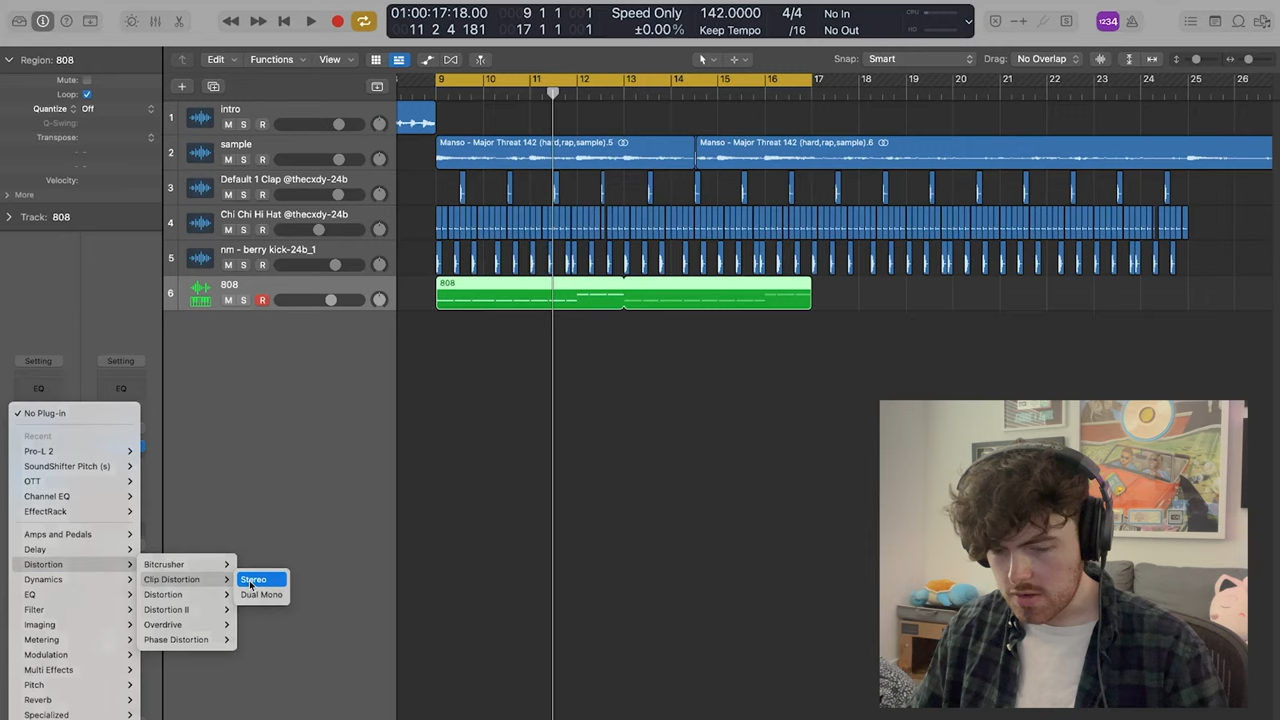 01:00:17:18.00
11 2 4 181
9 1 1 1
17 1 1 1
Speed Only
±0.00%
142.0000
Keep Tempo
4/4
/16
No In
No Out
CPU
HD
1234
Region: 808
Mute:
Loop:
Quantize Off
Q-Swing:
Transpose:
Velocity:
More
Track: 808
Edit Functions View
Snap: Smart
Drag: No Overlap
9 10 11 12 13 14 15 16 17 18 19 20 21 22 23 24 25 26
1 intro
M S R
2 sample
M S R
3 Default 1 Clap @thecxdy-24b
M S R
4 Chi Chi Hi Hat @thecxdy-24b
M S R
5 nm - berry kick-24b_1
M S R
6 808
M S R
Manso - Major Threat 142 (hard,rap,sample).5
Manso - Major Threat 142 (hard,rap,sample).6
808
Setting Setting
EQ EQ
No Plug-in
Recent
Pro-L 2
SoundShifter Pitch (s)
OTT
Channel EQ
EffectRack
Amps and Pedals
Delay
Distortion
Dynamics
EQ
Filter
Imaging
Metering
Modulation
Multi Effects
Pitch
Reverb
Specialized
Bitcrusher
Clip Distortion
Distortion
Distortion II
Overdrive
Phase Distortion
Stereo
Dual Mono